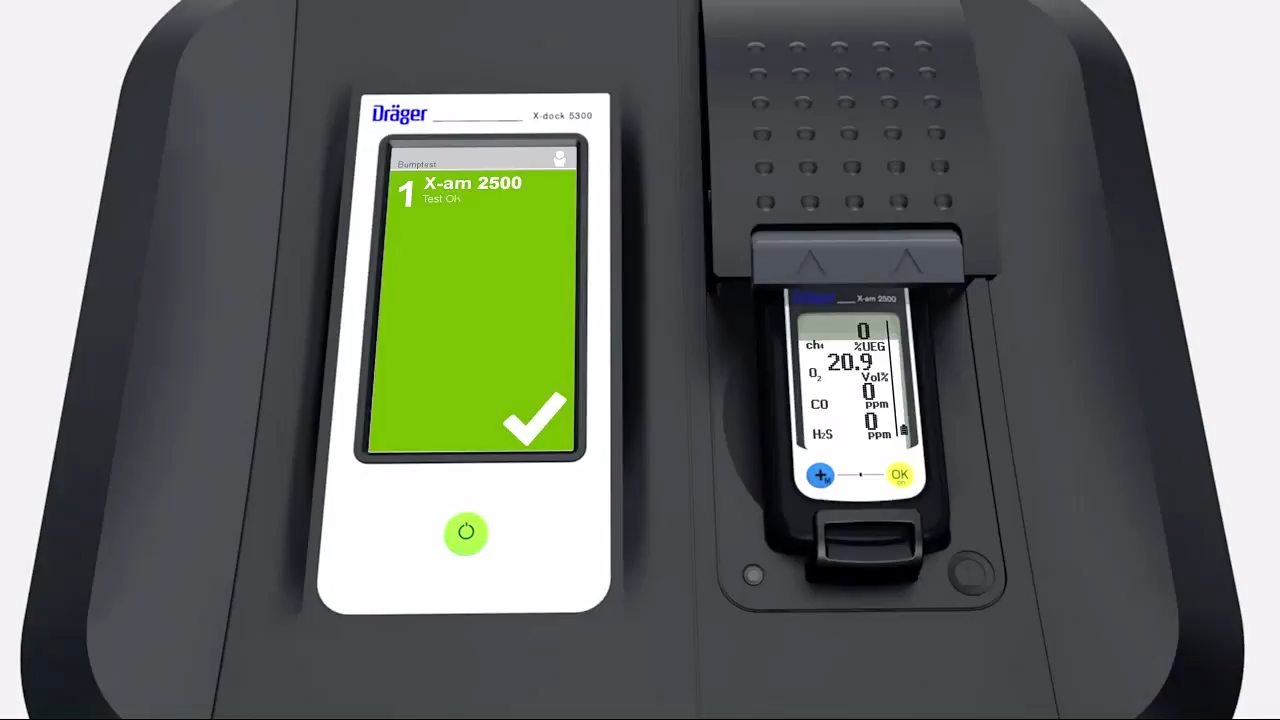 Dräger X-dock 5300
Bumptest
1 X-am 2500
Test Ok
Dräger X-am 2500
0
ch4 %UEG
20.9
O2 Vol%
0
CO ppm
0
H2S ppm
OK